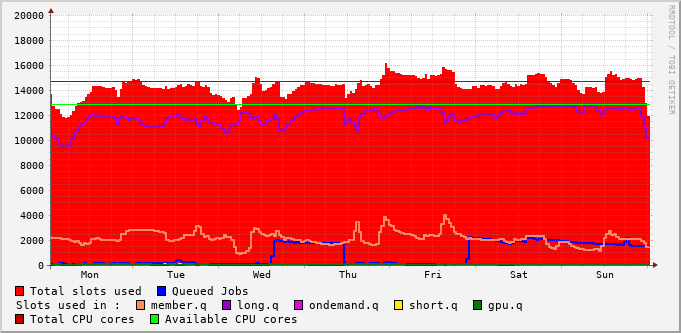 20000
18000
16000
14000
12000
10000
8000
6000
4000
2000
0
Mon Tue Wed Thu Fri Sat Sun
RRDTOOL / TOBI OETIKER
Total slots used Queued Jobs
Slots used in : member.q long.q ondemand.q short.q gpu.q
Total CPU cores Available CPU cores